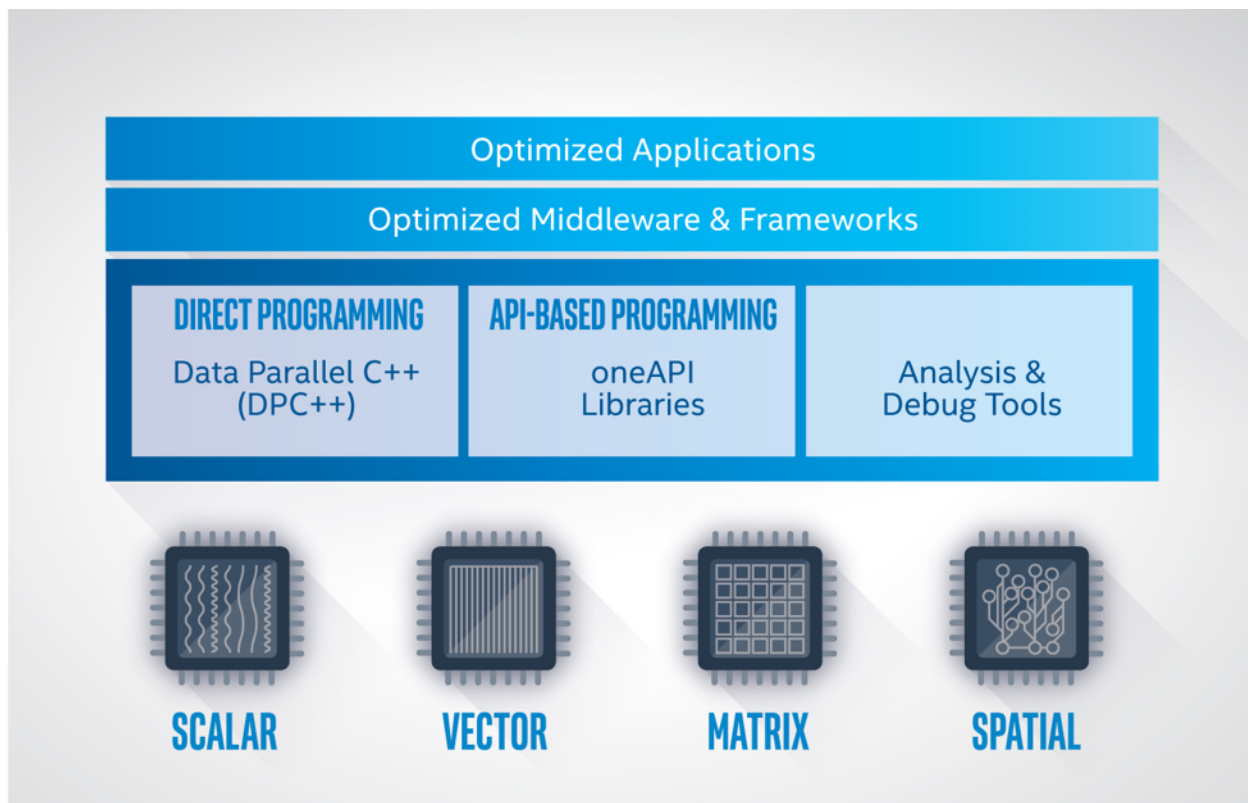 Optimized Applications
Optimized Middleware & Frameworks
DIRECT PROGRAMMING
Data Parallel C++
(DPC++)
API-BASED PROGRAMMING
oneAPI
Libraries
Analysis &
Debug Tools
SCALAR
VECTOR
MATRIX
SPATIAL